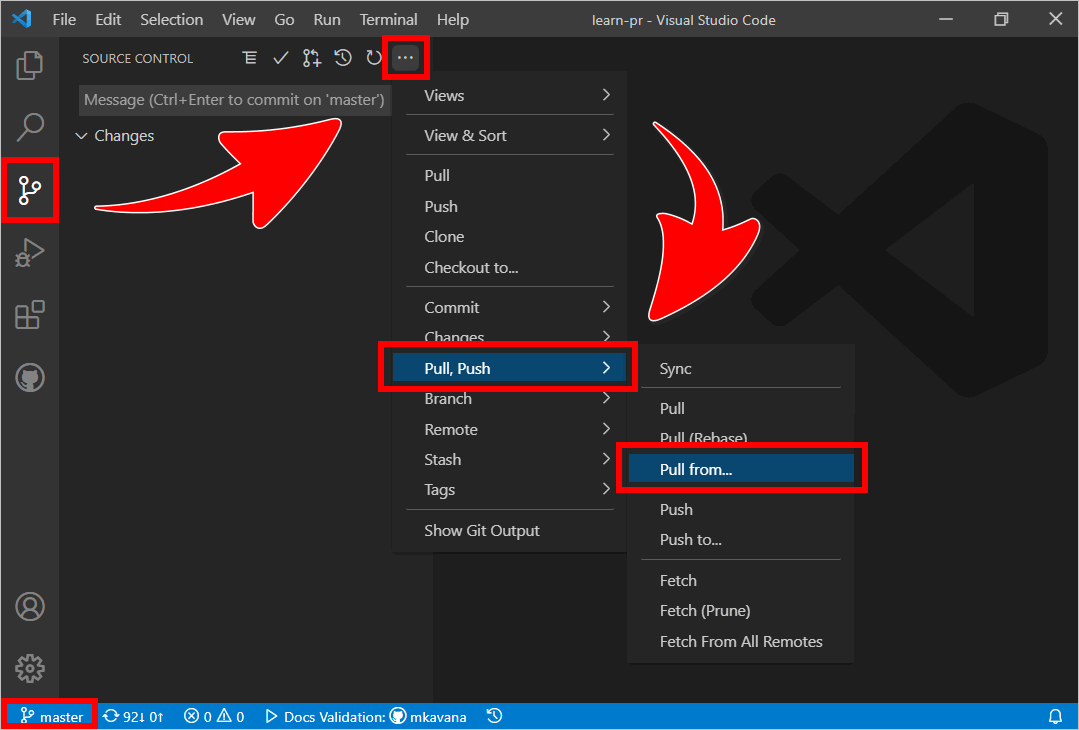 File Edit Selection View Go Run Terminal Help learn-pr - Visual Studio Code
SOURCE CONTROL
Message (Ctrl+Enter to commit on 'master')
Changes
Views
View & Sort
Pull
Push
Clone
Checkout to...
Commit
Changes
Pull, Push
Branch
Remote
Stash
Tags
Show Git Output
Sync
Pull
Pull (Rebase)
Pull from...
Push
Push to...
Fetch
Fetch (Prune)
Fetch From All Remotes
master 92↓ 0↑ 0 0 Docs Validation: mkavana